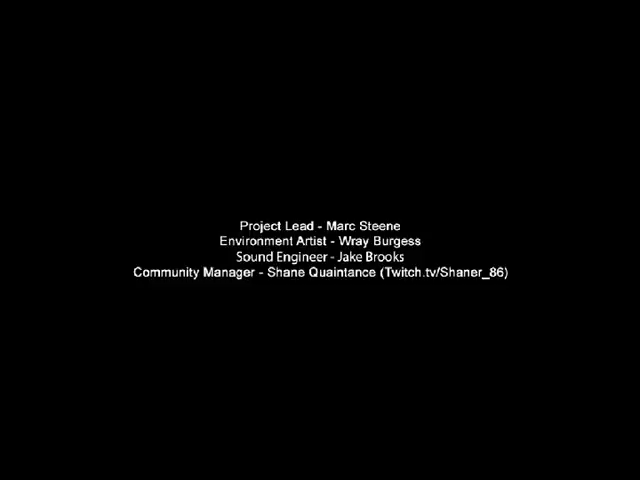 Project Lead - Marc Steene
Environment Artist - Wray Burgess
Sound Engineer - Jake Brooks
Community Manager - Shane Quaintance (Twitch.tv/Shaner_86)